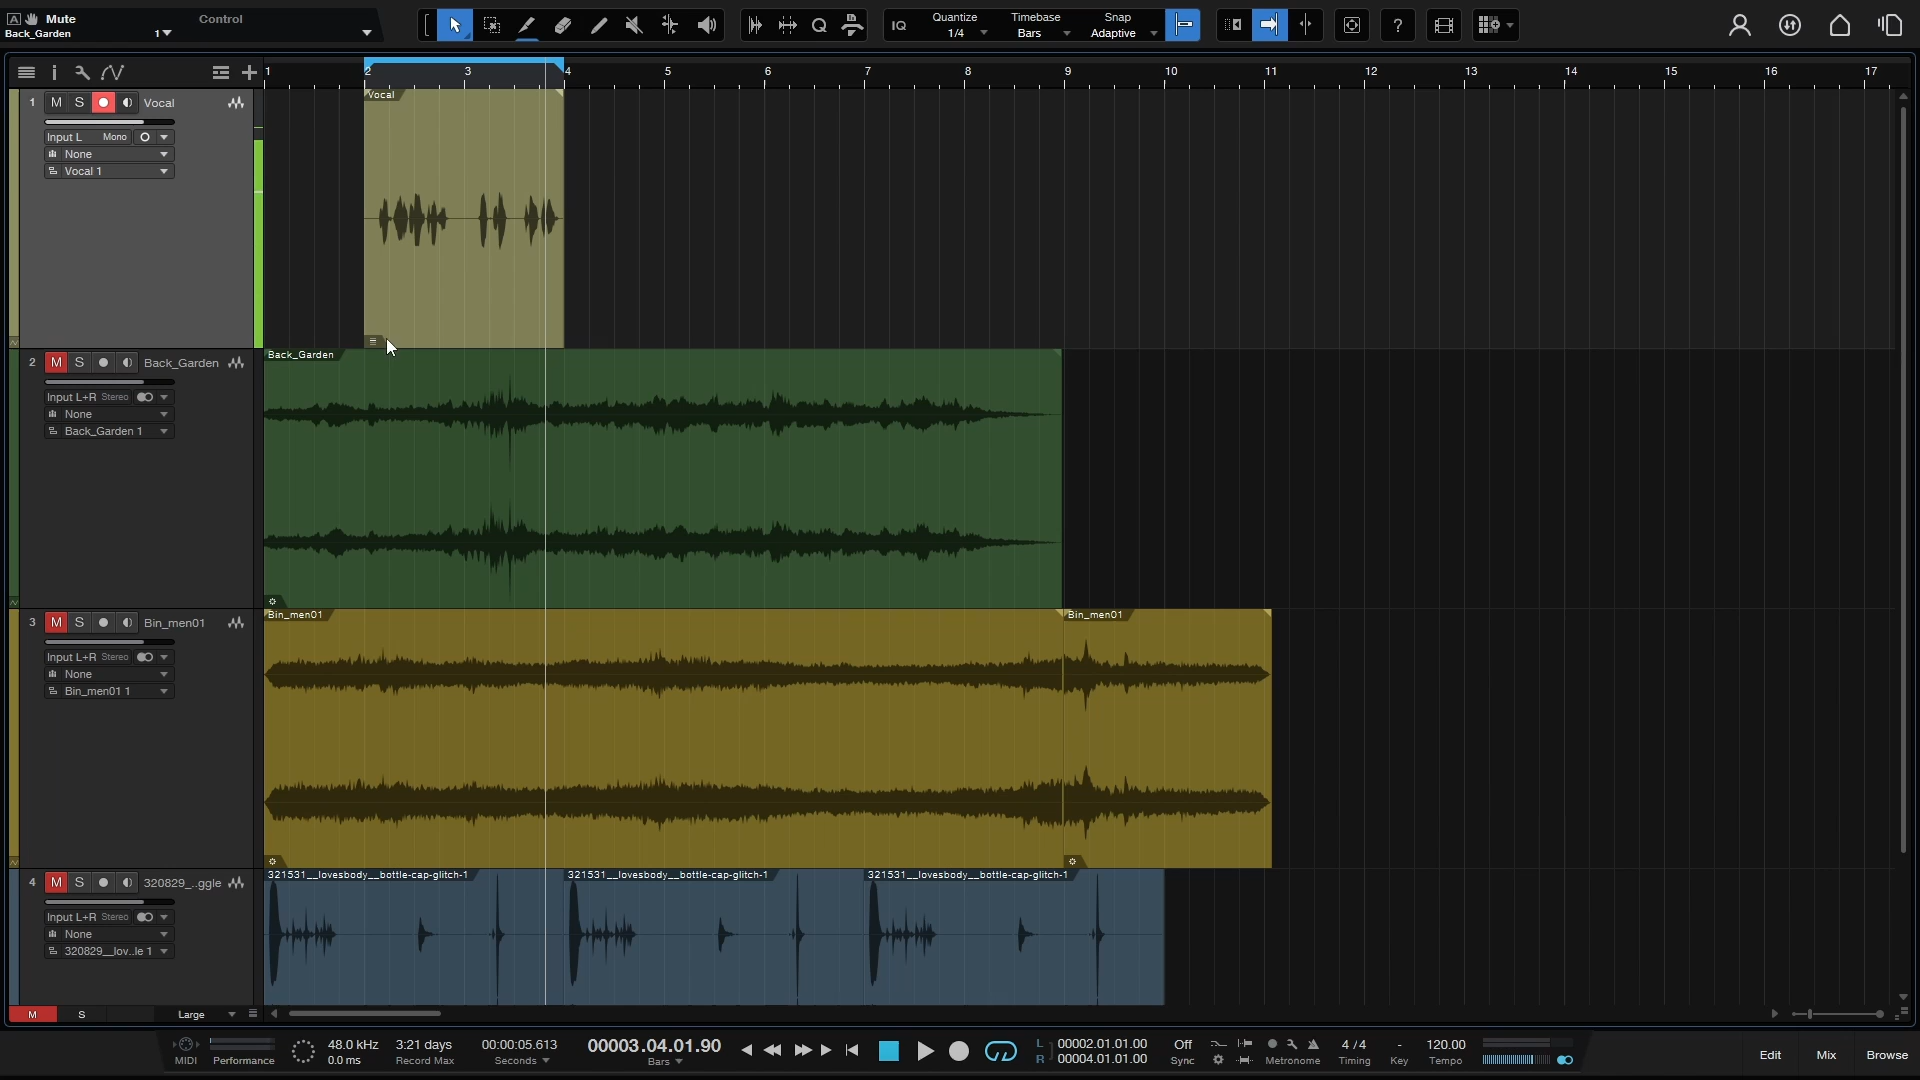 A Mute Control
Back_Garden 1
IQ
Quantize Timebase Snap
1/4 Bars Adaptive
?
1 2 3 4 5 6 7 8 9 10 11 12 13 14 15 16 17
1 M S Vocal
Input L Mono
None
Vocal 1
Vocal
2 M S Back_Garden
Input L+R Stereo
None
Back_Garden 1
Back_Garden
3 M S Bin_men01
Input L+R Stereo
None
Bin_men01 1
Bin_men01 Bin_men01
4 M S 320829_..ggle
Input L+R Stereo
None
320829__lov..le 1
321531__lovesbody__bottle-cap-glitch-1 321531__lovesbody__bottle-cap-glitch-1 321531__lovesbody__bottle-cap-glitch-1
M S Large
MIDI Performance
48.0 kHz 3:21 days 00:00:05.613 00003.04.01.90
0.0 ms Record Max Seconds Bars
L 00002.01.01.00
R 00004.01.01.00
Off 4 / 4 - 120.00
Sync Metronome Timing Key Tempo
Edit Mix Browse